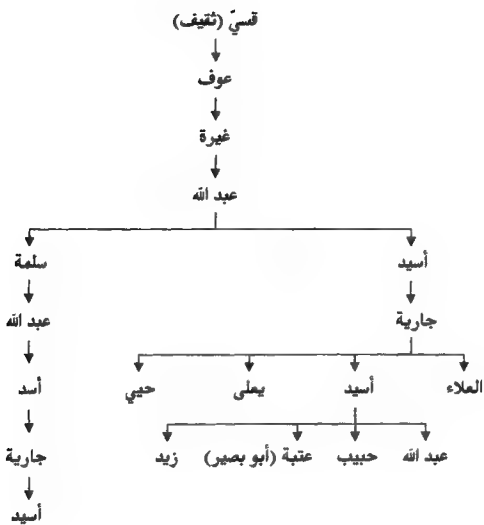 قسيّ (ثقيف)
عوف
غيرة
عبد الله
أسيد
سلمة
جارية
عبد الله
العلاء
أسيد
يعلى
حيي
أسد
عبد الله
حبيب
عتبة (أبو بصير)
زيد
جارية
أسيد